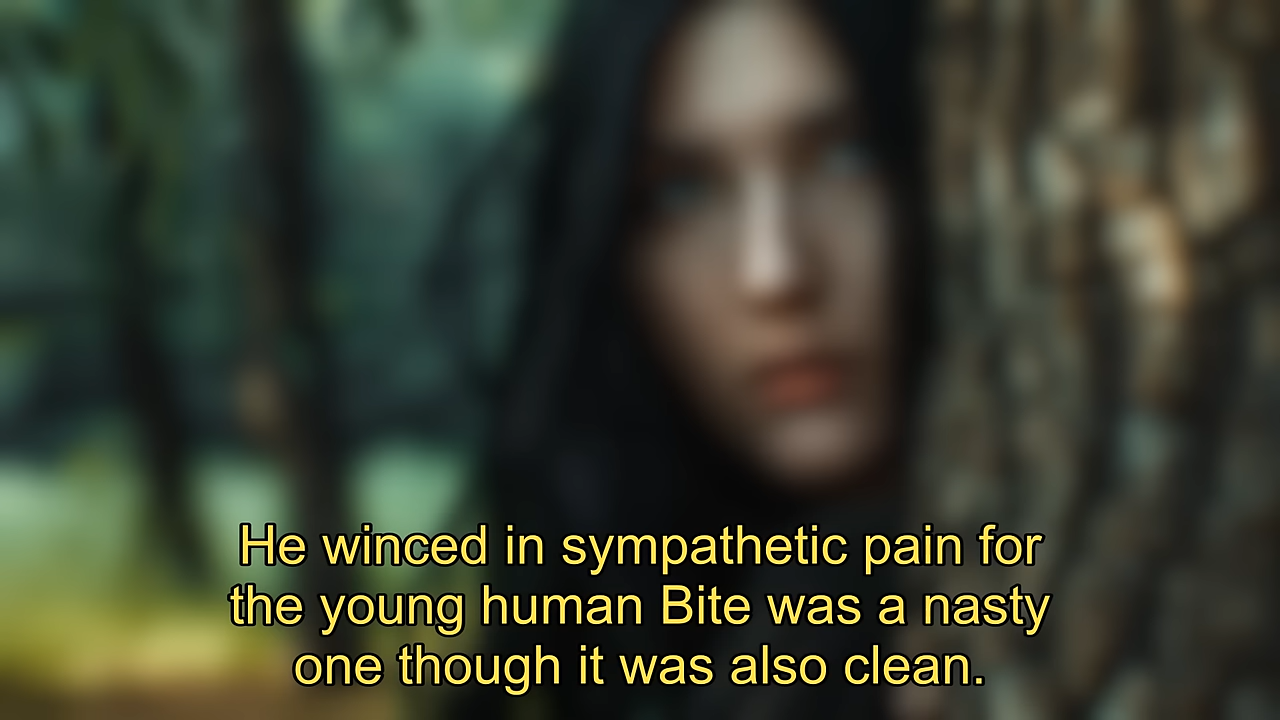 He winced in sympathetic pain for
the young human Bite was a nasty
one though it was also clean.